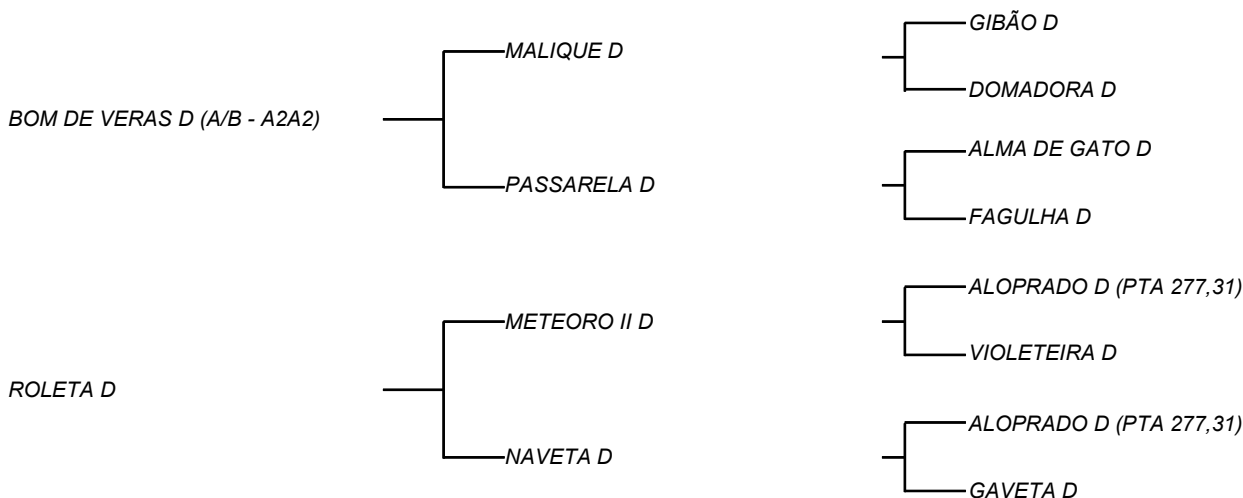 GIBÃO D
MALIQUE D
DOMADORA D
BOM DE VERAS D (A/B - A2A2)
ALMA DE GATO D
PASSARELA D
FAGULHA D
ALOPRADO D (PTA 277,31)
METEORO II D
VIOLETEIRA D
ROLETA D
ALOPRADO D (PTA 277,31)
NAVETA D
GAVETA D